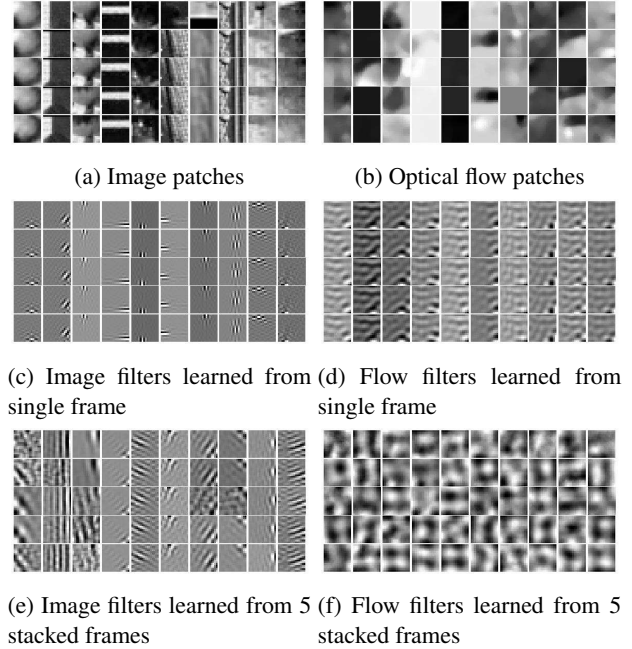 (a) Image patches
(b) Optical flow patches
(c) Image filters learned from
single frame
(d) Flow filters learned from
single frame
(e) Image filters learned from 5
stacked frames
(f) Flow filters learned from 5
stacked frames